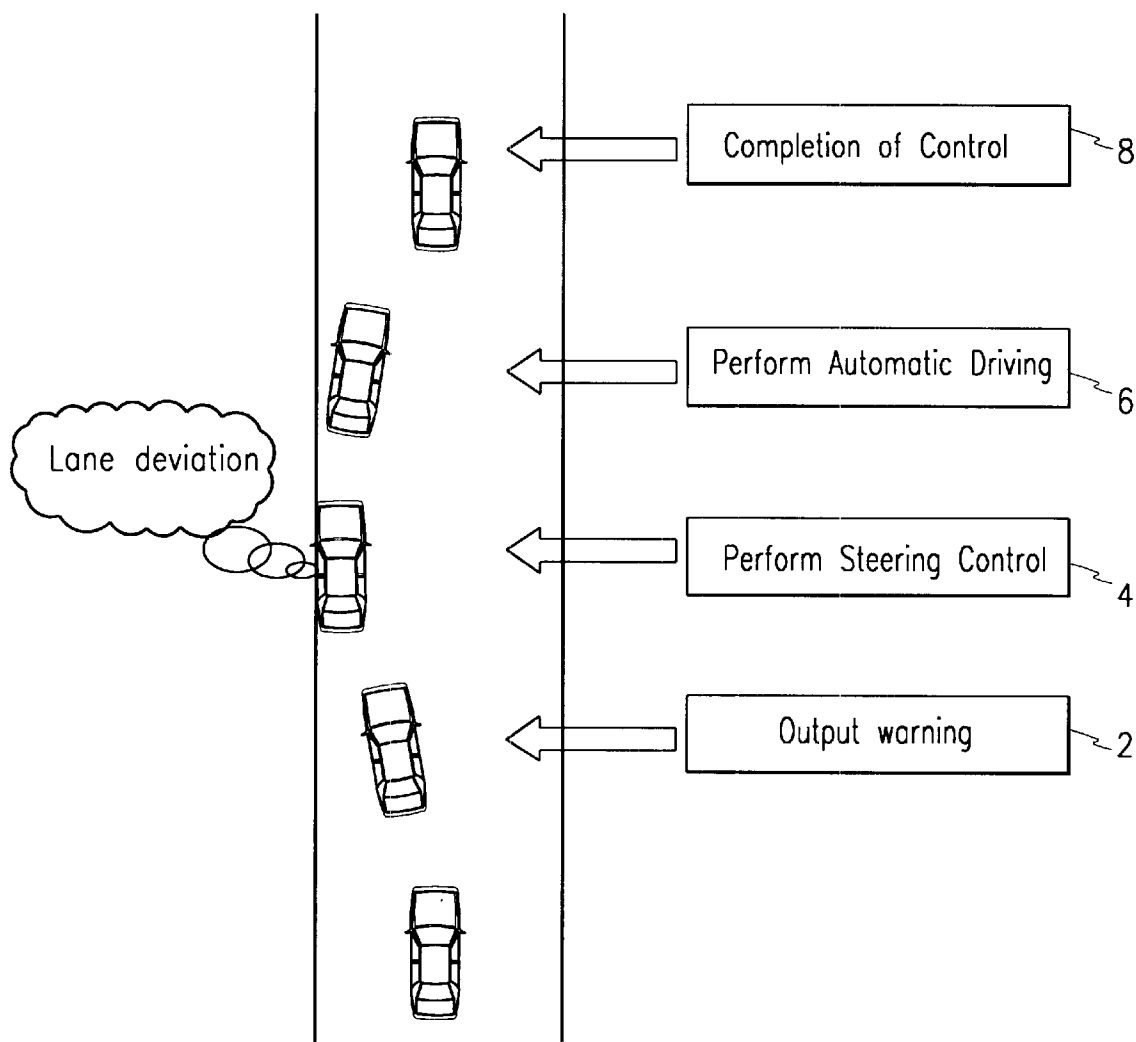 Completion of Control
8
Perform Automatic Driving
6
Lane deviation
Perform Steering Control
4
Output warning
2